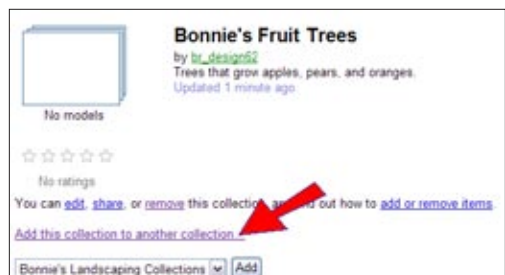 Bonnie's Fruit Trees
by br_design62
Trees that grow apples, pears, and oranges.
Updated 1 minute ago
No models
No ratings
You can edit, share, or remove this collection, out how to add or remove items.
Add this collection to another collection
Bonnie's Landscaping Collections Add